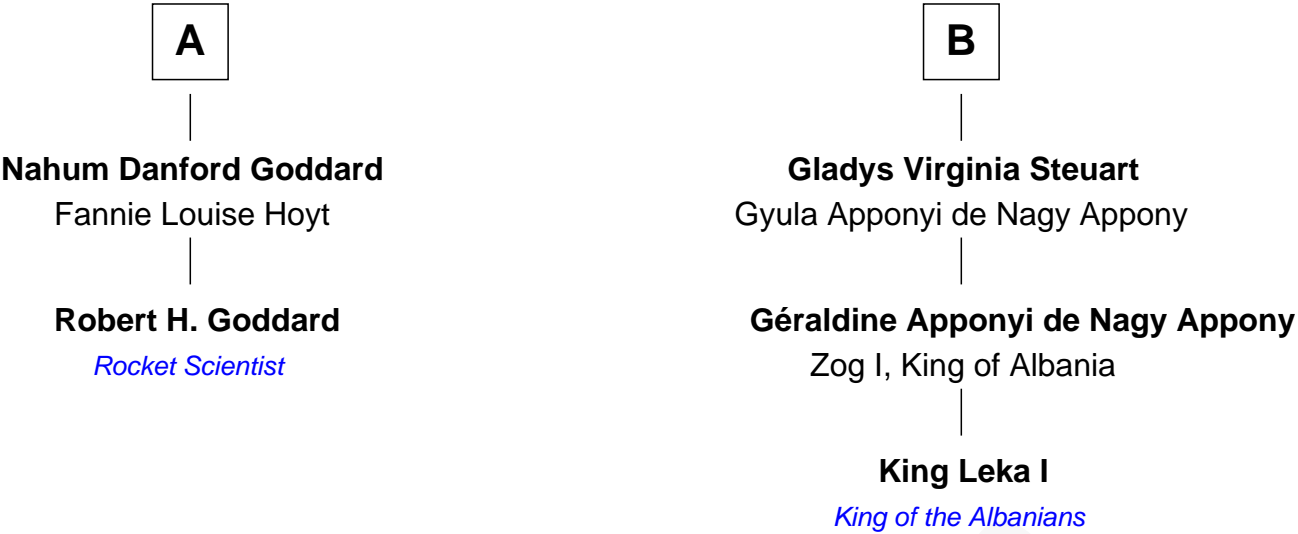 A
Nahum Danford Goddard
Fannie Louise Hoyt
Robert H. Goddard
Rocket Scientist
B
Gladys Virginia Steuart
Gyula Apponyi de Nagy Appony
Géraldine Apponyi de Nagy Appony
Zog I, King of Albania
King Leka I
King of the Albanians